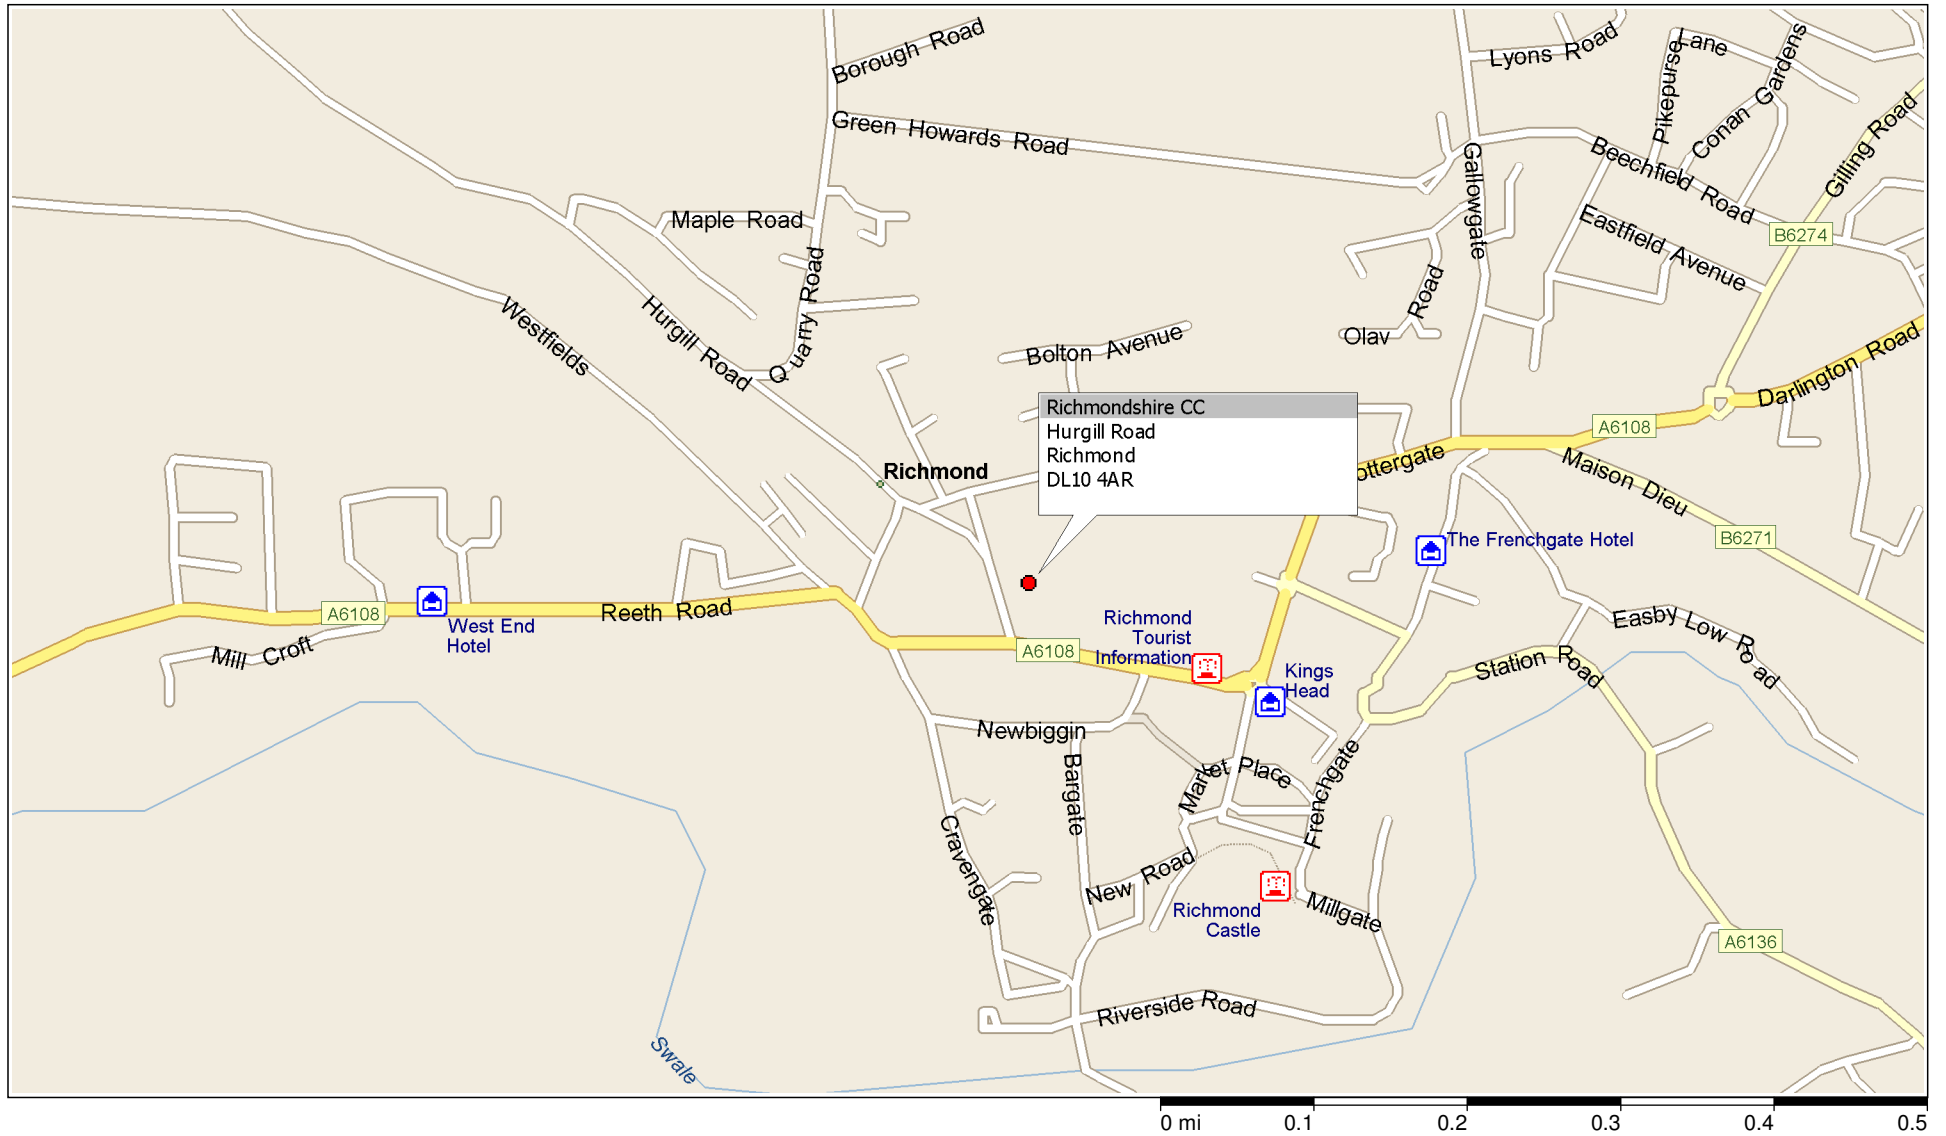 Borough Road
Lyons Road
Pikepurse Lane
Conan Gardens
Gilling Road
Green Howards Road
Gallowgate
Beechfield Road
Maple Road
Eastfield Avenue
B6274
Quarry Road
Hurgill Road
Westfields
Olav Road
Bolton Avenue
Darlington Road
Richmondshire CC
Hurgill Road
Richmond
DL10 4AR
A6108
ottergate
Maison Dieu
Richmond
B6271
The Frenchgate Hotel
A6108
Reeth Road
West End
Hotel
Mill Croft
Richmond
Tourist
Information
A6108
Kings
Head
Easby Low Road
Station Road
Newbiggin
Bargate
Market Place
Frenchgate
Cravengate
New Road
Richmond
Castle
Millgate
A6136
Riverside Road
Swale
0 mi 0.1 0.2 0.3 0.4 0.5